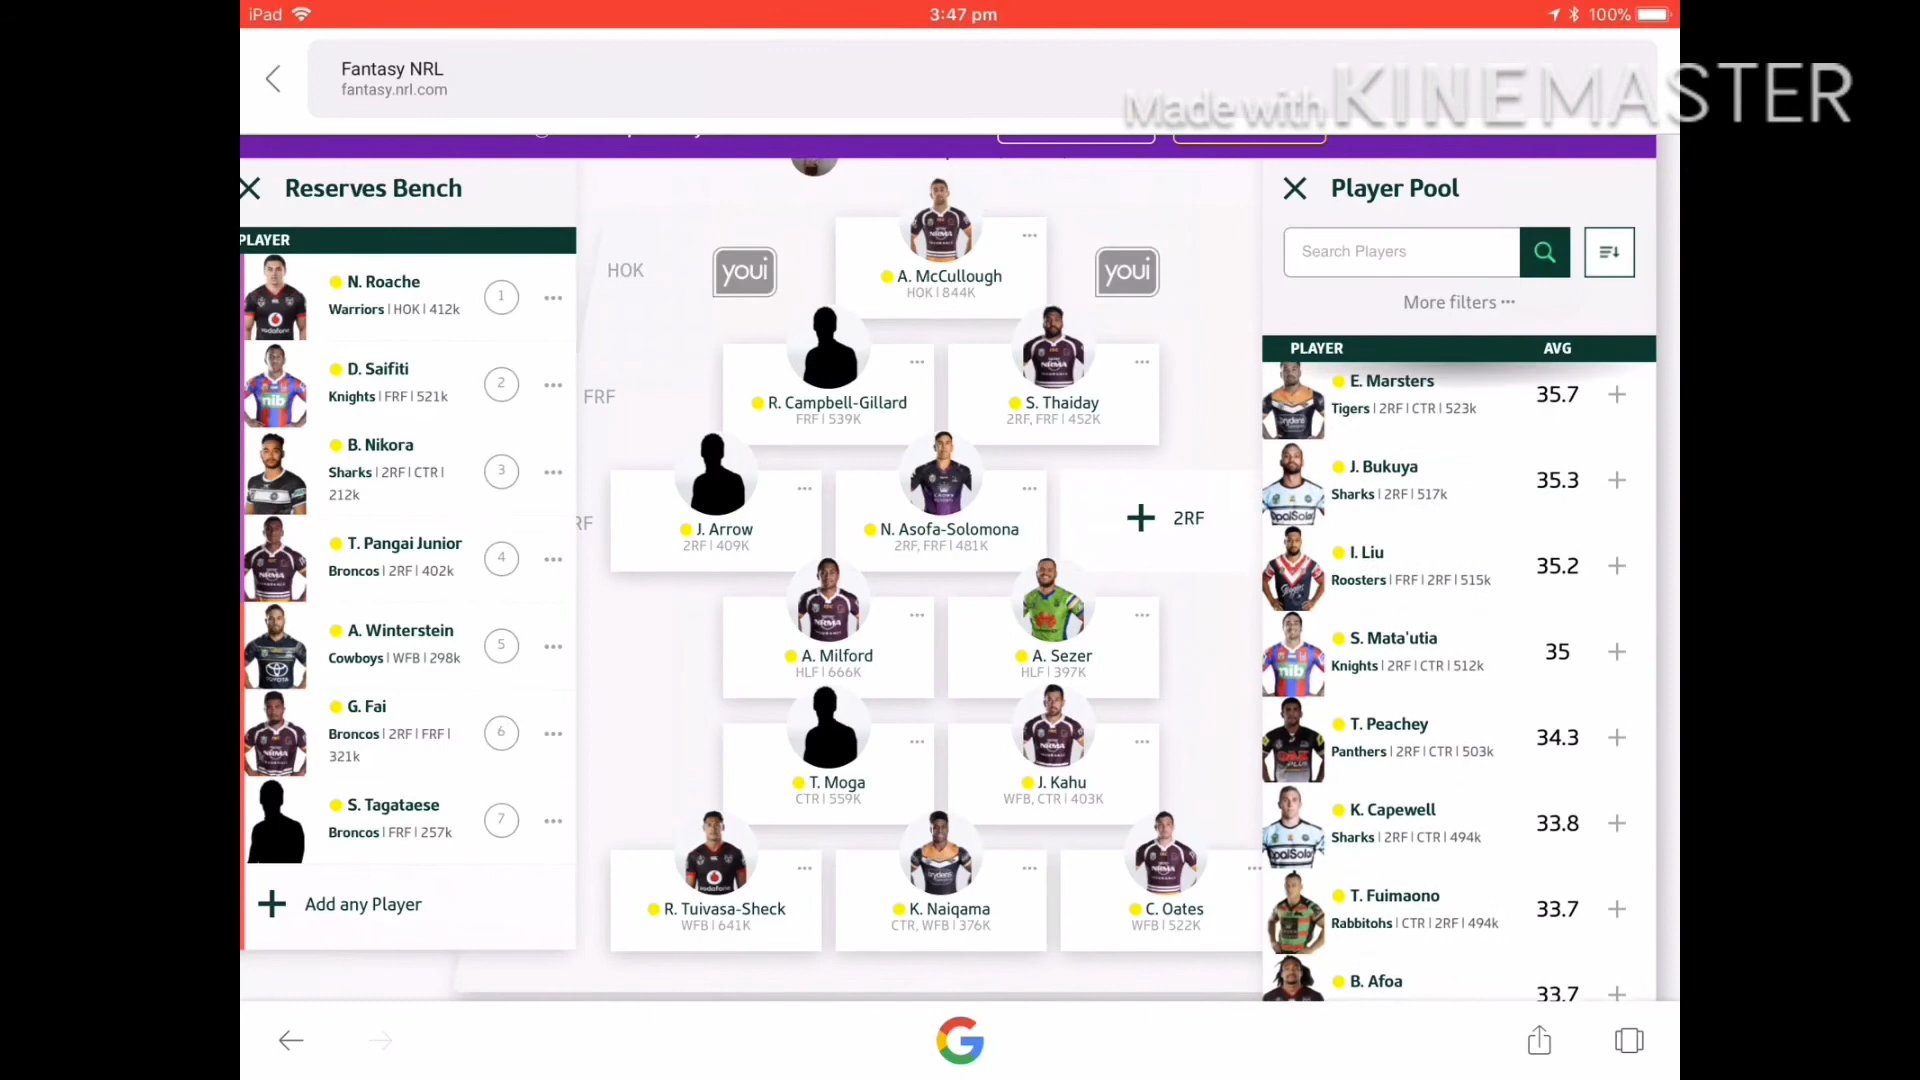 iPad
3:47 pm
100%
Fantasy NRL
fantasy.nrl.com
Made with KINEMASTER
Reserves Bench
PLAYER
N. Roache
Warriors | HOK | 412k
1
D. Saifiti
Knights | FRF | 521k
2
B. Nikora
Sharks | 2RF | CTR |
212k
3
T. Pangai Junior
Broncos | 2RF | 402k
4
A. Winterstein
Cowboys | WFB | 298k
5
G. Fai
Broncos | 2RF | FRF |
321k
6
S. Tagataese
Broncos | FRF | 257k
7
Add any Player
HOK
youi
youi
A. McCullough
HOK | 844K
FRF
R. Campbell-Gillard
FRF | 539K
S. Thaiday
2RF, FRF | 452K
RF
J. Arrow
2RF | 409K
N. Asofa-Solomona
2RF, FRF | 481K
2RF
A. Milford
HLF | 666K
A. Sezer
HLF | 397K
T. Moga
CTR | 559K
J. Kahu
WFB, CTR | 403K
R. Tuivasa-Sheck
WFB | 641K
K. Naiqama
CTR, WFB | 376K
C. Oates
WFB | 522K
Player Pool
Search Players
More filters
PLAYER AVG
E. Marsters
Tigers | 2RF | CTR | 523k
35.7
J. Bukuya
Sharks | 2RF | 517k
35.3
I. Liu
Roosters | FRF | 2RF | 515k
35.2
S. Mata'utia
Knights | 2RF | CTR | 512k
35
T. Peachey
Panthers | 2RF | CTR | 503k
34.3
K. Capewell
Sharks | 2RF | CTR | 494k
33.8
T. Fuimaono
Rabbitohs | CTR | 2RF | 494k
33.7
B. Afoa
33.7